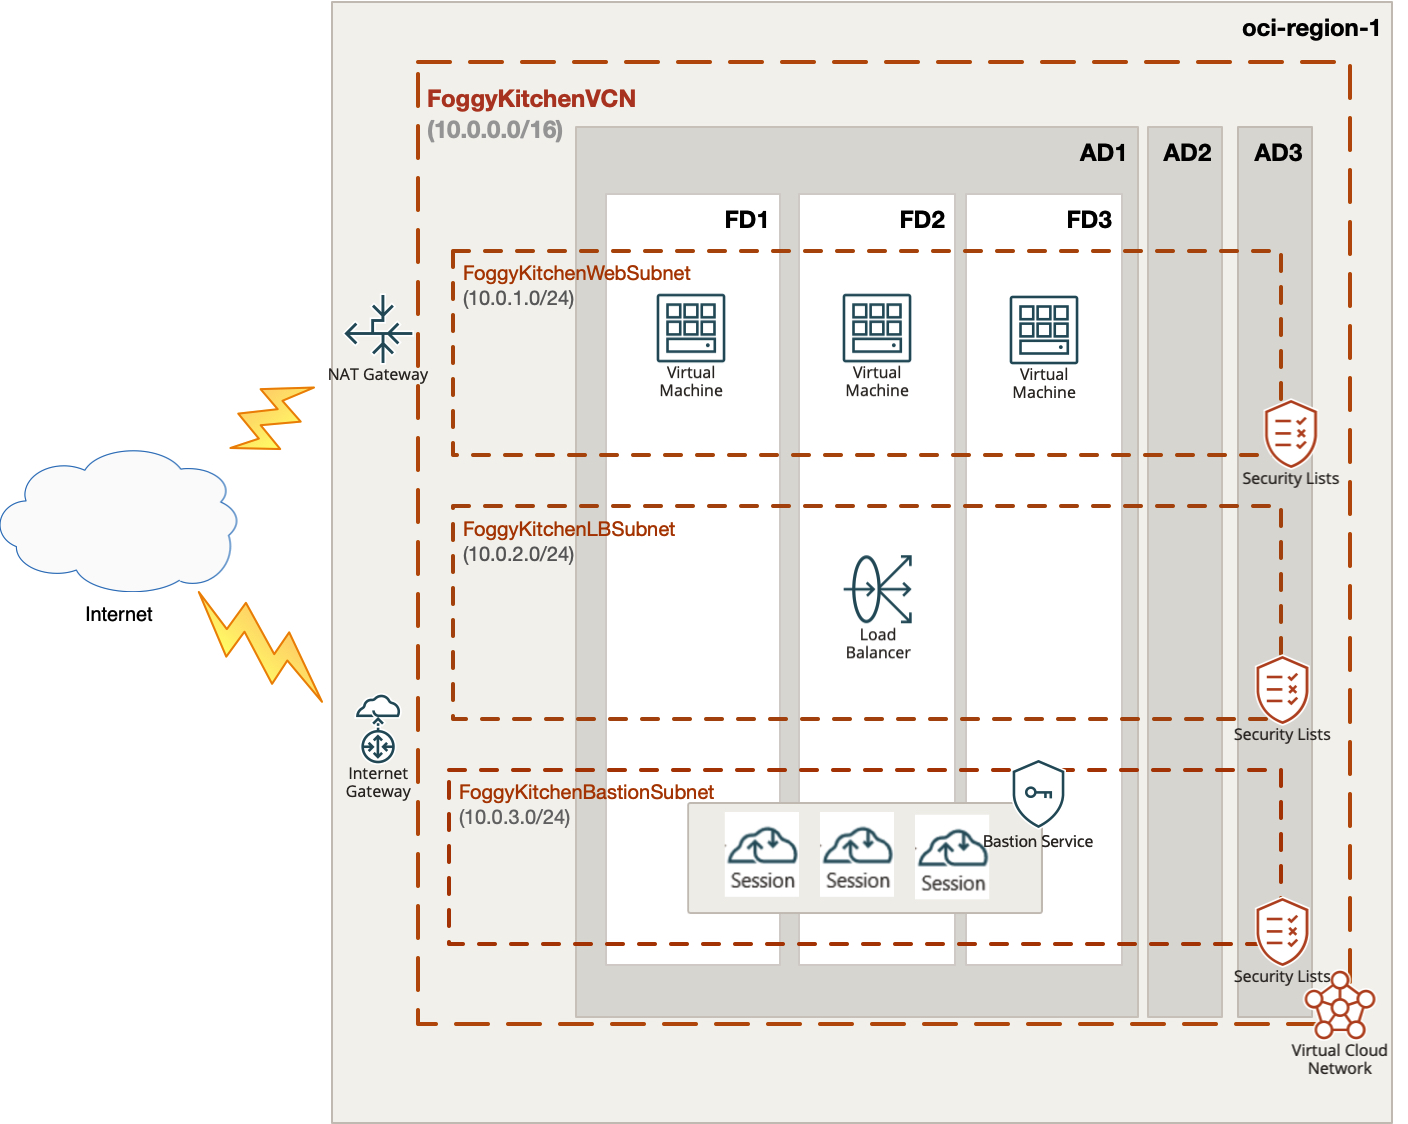 oci-region-1
FoggyKitchenVCN
(10.0.0.0/16)
AD1
AD2
AD3
FD1
FD2
FD3
FoggyKitchenWebSubnet
(10.0.1.0/24)
Virtual
Machine
Virtual
Machine
Virtual
Machine
NAT Gateway
Security Lists
FoggyKitchenLBSubnet
(10.0.2.0/24)
Internet
Load
Balancer
Security Lists
Internet
Gateway
FoggyKitchenBastionSubnet
(10.0.3.0/24)
Bastion Service
Session
Session
Session
Security Lists
Virtual Cloud
Network